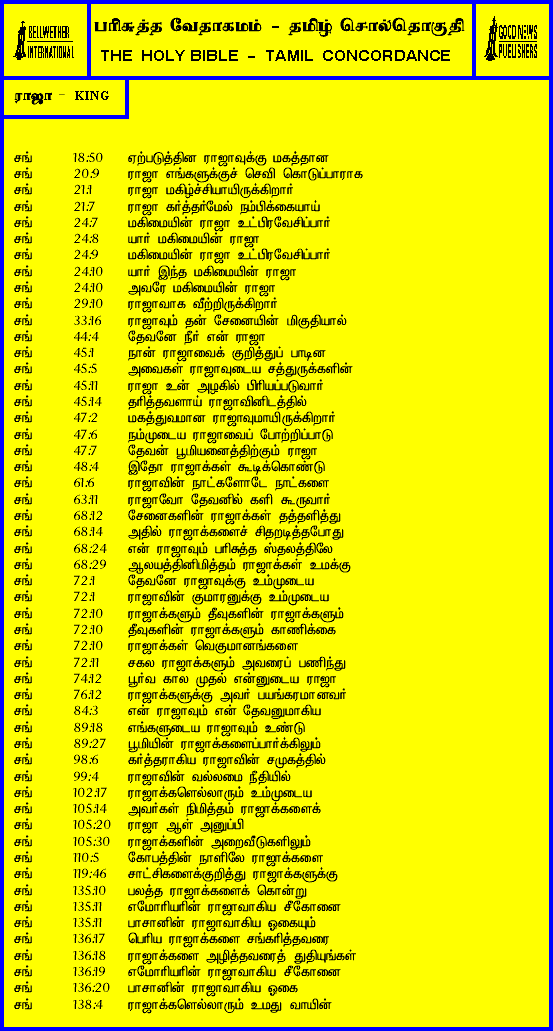 BELLWETHER
INTERNATIONAL
பரிசுத்த வேதாகமம் - தமிழ் சொல்தொகுதி
THE HOLY BIBLE - TAMIL CONCORDANCE
GOOD NEWS
PUBLISHERS
ராஜா - KING
சங் 18:50 ஏற்படுத்தின ராஜாவுக்கு மகத்தான
சங் 20:9 ராஜா எங்களுக்குச் செவி கொடுப்பாராக
சங் 21:1 ராஜா மகிழ்ச்சியாயிருக்கிறார்
சங் 21:7 ராஜா கர்த்தர்மேல் நம்பிக்கையாய்
சங் 24:7 மகிமையின் ராஜா உட்பிரவேசிப்பார்
சங் 24:8 யார் மகிமையின் ராஜா
சங் 24:9 மகிமையின் ராஜா உட்பிரவேசிப்பார்
சங் 24:10 யார் இந்த மகிமையின் ராஜா
சங் 24:10 அவரே மகிமையின் ராஜா
சங் 29:10 ராஜாவாக வீற்றிருக்கிறார்
சங் 33:16 ராஜாவும் தன் சேனையின் மிகுதியால்
சங் 44:4 தேவனே நீர் என் ராஜா
சங் 45:1 நான் ராஜாவைக் குறித்துப் பாடின
சங் 45:5 அவைகள் ராஜாவுடைய சத்துருக்களின்
சங் 45:11 ராஜா உன் அழகில் பிரியப்படுவார்
சங் 45:14 தரித்தவளாய் ராஜாவினிடத்தில்
சங் 47:2 மகத்துவமான ராஜாவுமாயிருக்கிறார்
சங் 47:6 நம்முடைய ராஜாவைப் போற்றிப்பாடு
சங் 47:7 தேவன் பூமியனைத்திற்கும் ராஜா
சங் 48:4 இதோ ராஜாக்கள் கூடிக்கொண்டு
சங் 61:6 ராஜாவின் நாட்களோடே நாட்களை
சங் 63:11 ராஜாவோ தேவனில் களி கூருவார்
சங் 68:12 சேனைகளின் ராஜாக்கள் தத்தளித்து
சங் 68:14 அதில் ராஜாக்களைச் சிதறடித்தபோது
சங் 68:24 என் ராஜாவும் பரிசுத்த ஸ்தலத்திலே
சங் 68:29 ஆலயத்தினிமித்தம் ராஜாக்கள் உமக்கு
சங் 72:1 தேவனே ராஜாவுக்கு உம்முடைய
சங் 72:1 ராஜாவின் குமாரனுக்கு உம்முடைய
சங் 72:10 ராஜாக்களும் தீவுகளின் ராஜாக்களும்
சங் 72:10 தீவுகளின் ராஜாக்களும் காணிக்கை
சங் 72:10 ராஜாக்கள் வெகுமானங்களை
சங் 72:11 சகல ராஜாக்களும் அவரைப் பணிந்து
சங் 74:12 பூர்வ கால முதல் என்னுடைய ராஜா
சங் 76:12 ராஜாக்களுக்கு அவர் பயங்கரமானவர்
சங் 84:3 என் ராஜாவும் என் தேவனுமாகிய
சங் 89:18 எங்களுடைய ராஜாவும் உண்டு
சங் 89:27 பூமியின் ராஜாக்களைப்பார்க்கிலும்
சங் 98:6 கர்த்தராகிய ராஜாவின் சமுகத்தில்
சங் 99:4 ராஜாவின் வல்லமை நீதியில்
சங் 102:17 ராஜாக்களெல்லாரும் உம்முடைய
சங் 105:14 அவர்கள் நிமித்தம் ராஜாக்களைக்
சங் 105:20 ராஜா ஆள் அனுப்பி
சங் 105:30 ராஜாக்களின் அறைவீடுகளிலும்
சங் 110:5 கோபத்தின் நாளிலே ராஜாக்களை
சங் 119:46 சாட்சிகளைக்குறித்து ராஜாக்களுக்கு
சங் 135:10 பலத்த ராஜாக்களைக் கொன்று
சங் 135:11 எமோரியரின் ராஜாவாகிய சீகோனை
சங் 135:11 பாசானின் ராஜாவாகிய ஓகையும்
சங் 136:17 பெரிய ராஜாக்களை சங்கரித்தவரை
சங் 136:18 ராஜாக்களை அழித்தவரைத் துதியுங்கள்
சங் 136:19 எமோரியரின் ராஜாவாகிய சீகோனை
சங் 136:20 பாசானின் ராஜாவாகிய ஓகை
சங் 138:4 ராஜாக்களெல்லாரும் உமது வாயின்